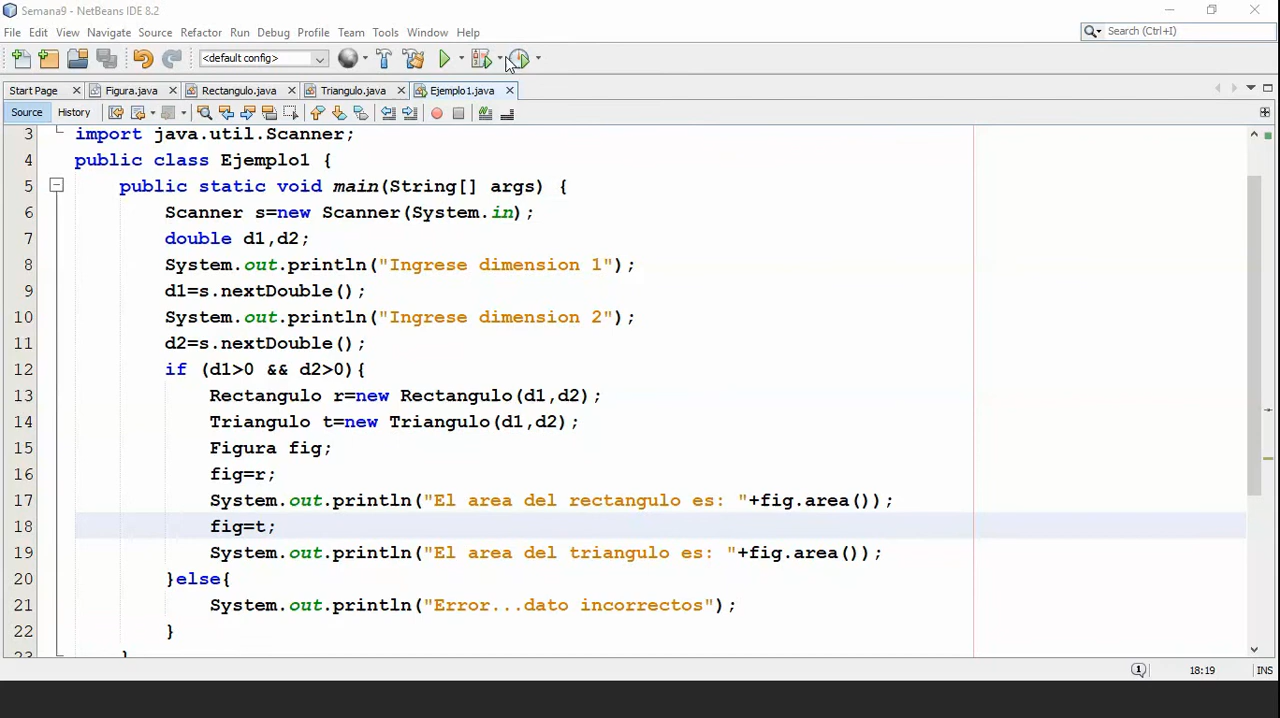 Semana9 - NetBeans IDE 8.2
File Edit View Navigate Source Refactor Run Debug Profile Team Tools Window Help
Search (Ctrl+I)
<default config>
Start Page Figura.java Rectangulo.java Triangulo.java Ejemplo1.java
Source History
3 import java.util.Scanner;
4 public class Ejemplo1 {
5 public static void main(String[] args) {
6 Scanner s=new Scanner(System.in);
7 double d1,d2;
8 System.out.println("Ingrese dimension 1");
9 d1=s.nextDouble();
10 System.out.println("Ingrese dimension 2");
11 d2=s.nextDouble();
12 if (d1>0 && d2>0){
13 Rectangulo r=new Rectangulo(d1,d2);
14 Triangulo t=new Triangulo(d1,d2);
15 Figura fig;
16 fig=r;
17 System.out.println("El area del rectangulo es: "+fig.area());
18 fig=t;
19 System.out.println("El area del triangulo es: "+fig.area());
20 }else{
21 System.out.println("Error...dato incorrectos");
22 }
23 }
1 18:19 INS